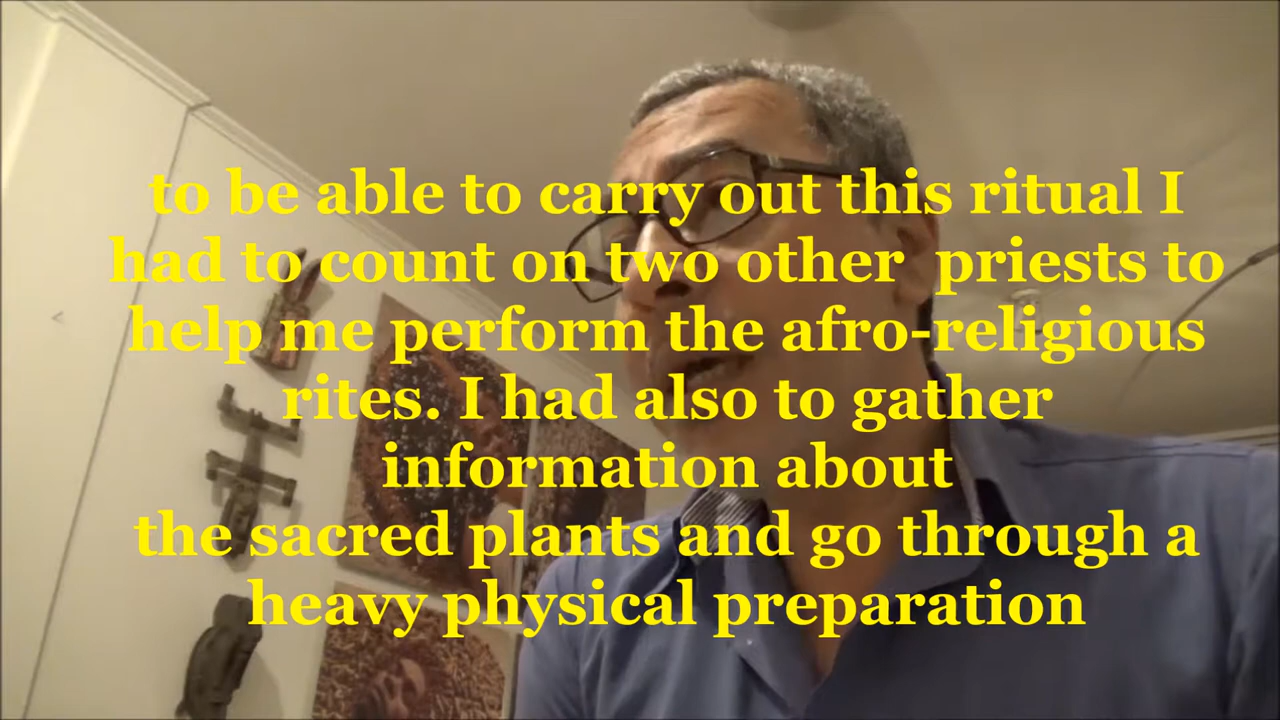 to be able to carry out this ritual I
had to count on two other priests to
help me perform the afro-religious
rites. I had also to gather
information about
the sacred plants and go through a
heavy physical preparation